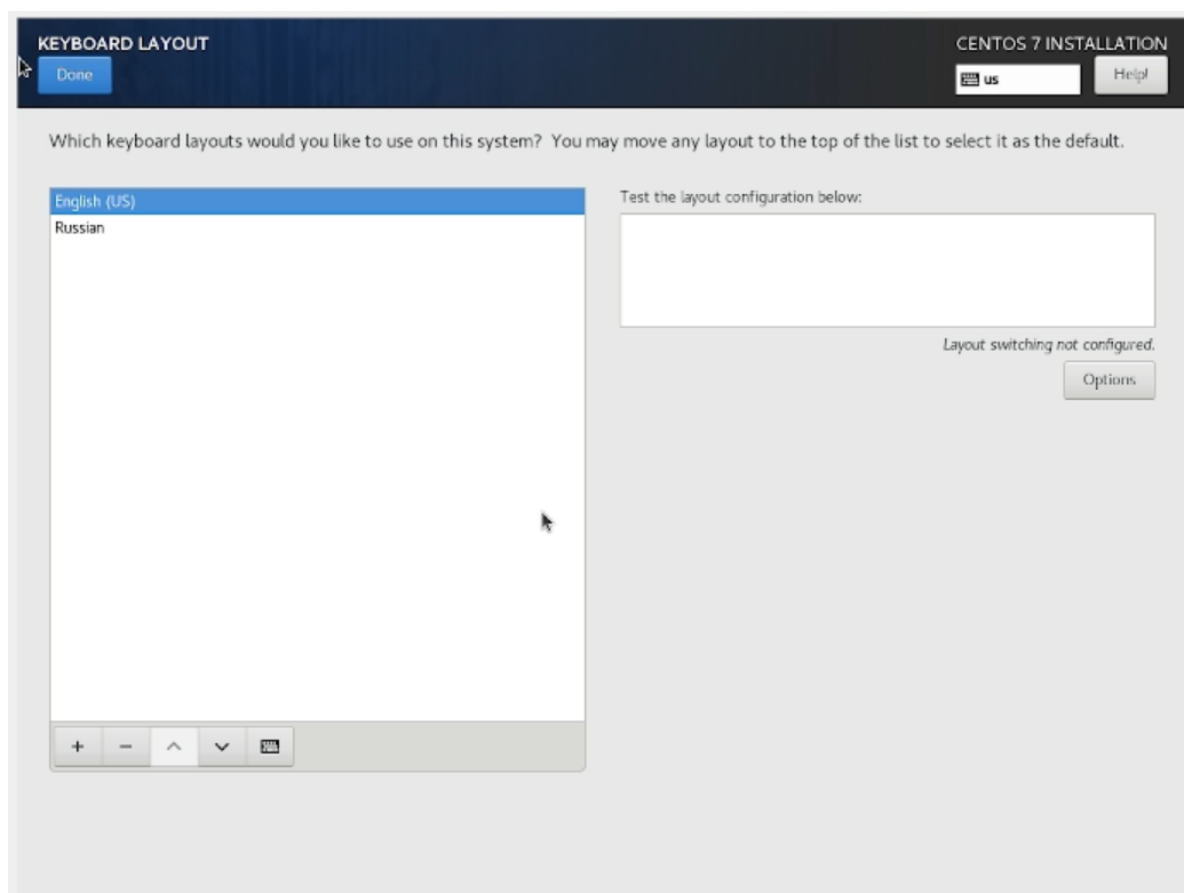 KEYBOARD LAYOUT
CENTOS 7 INSTALLATION
Done
us
Help!
Which keyboard layouts would you like to use on this system? You may move any layout to the top of the list to select it as the default.
English (US)
Russian
Test the layout configuration below:
Layout switching not configured.
Options